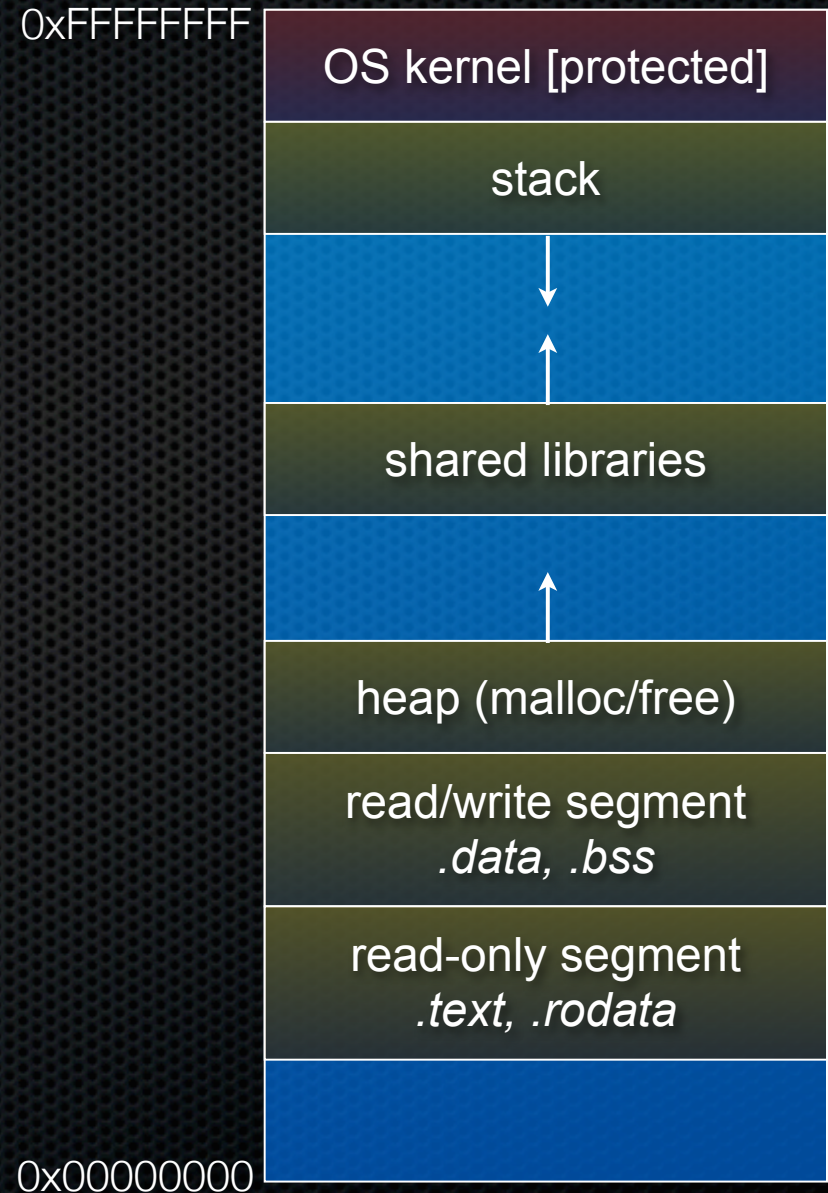 0xFFFFFFFF
OS kernel [protected]
stack
shared libraries
heap (malloc/free)
read/write segment
.data, .bss
read-only segment
.text, .rodata
0x00000000